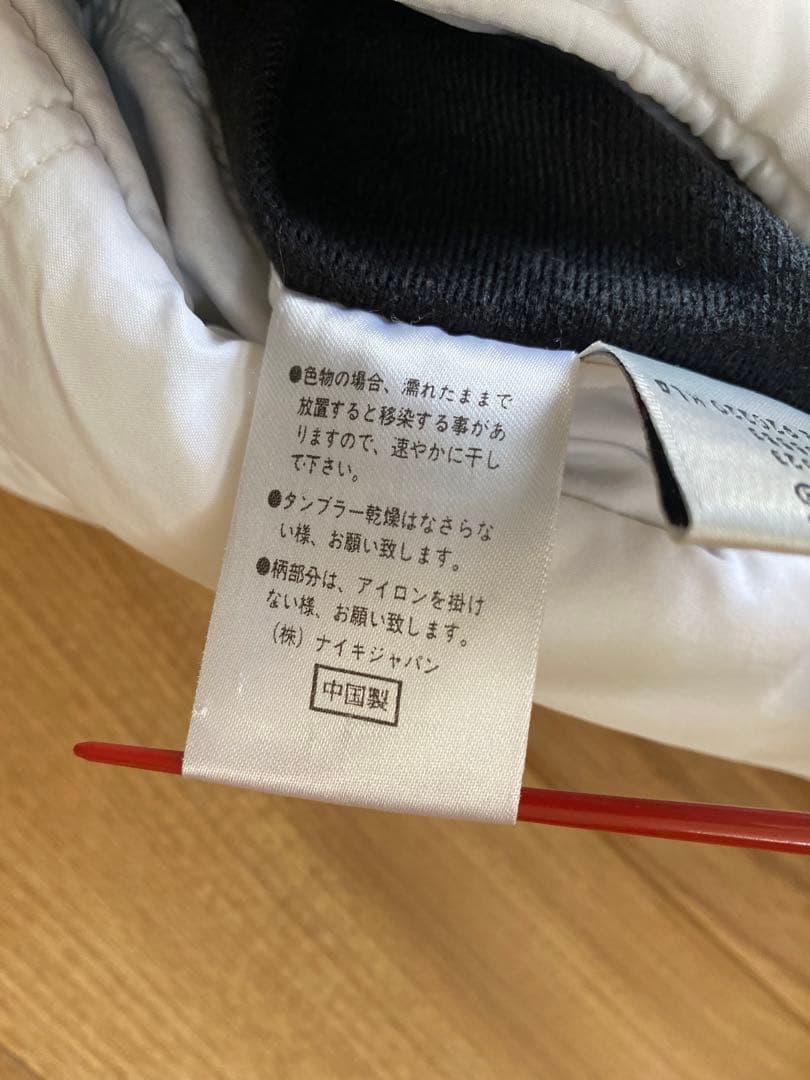 ●色物の場合、濡れたままで
放置すると移染する事があ
りますので、速やかに干し
て下さい。
●タンブラー乾燥はなさらな
い様、お願い致します。
●柄部分は、アイロンを掛け
ない様、お願い致します。
(株) ナイキジャパン
中国製